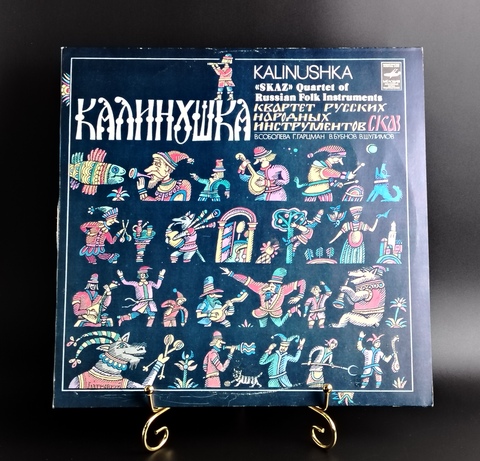 KALINUSHKA
«SKAZ» Quartet of
Russian Folk Instruments
КАЛИНУШКА
КВАРТЕТ РУССКИХ
НАРОДНЫХ
ИНСТРУМЕНТОВ СКАЗ
В.СОБОЛЕВА Г.ГАРЦМАН В.БУБНОВ В.ШУЛИМОВ